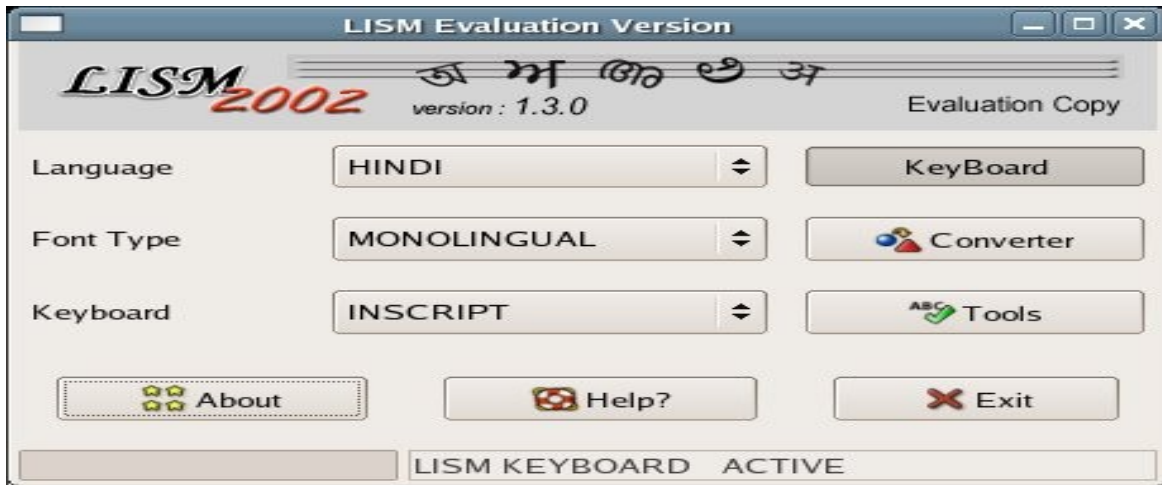 LISM Evaluation Version
LISM 2002 অ ਅ അ అ अ
version : 1.3.0 Evaluation Copy
Language HINDI KeyBoard
Font Type MONOLINGUAL Converter
Keyboard INSCRIPT ABC Tools
About Help? Exit
LISM KEYBOARD ACTIVE